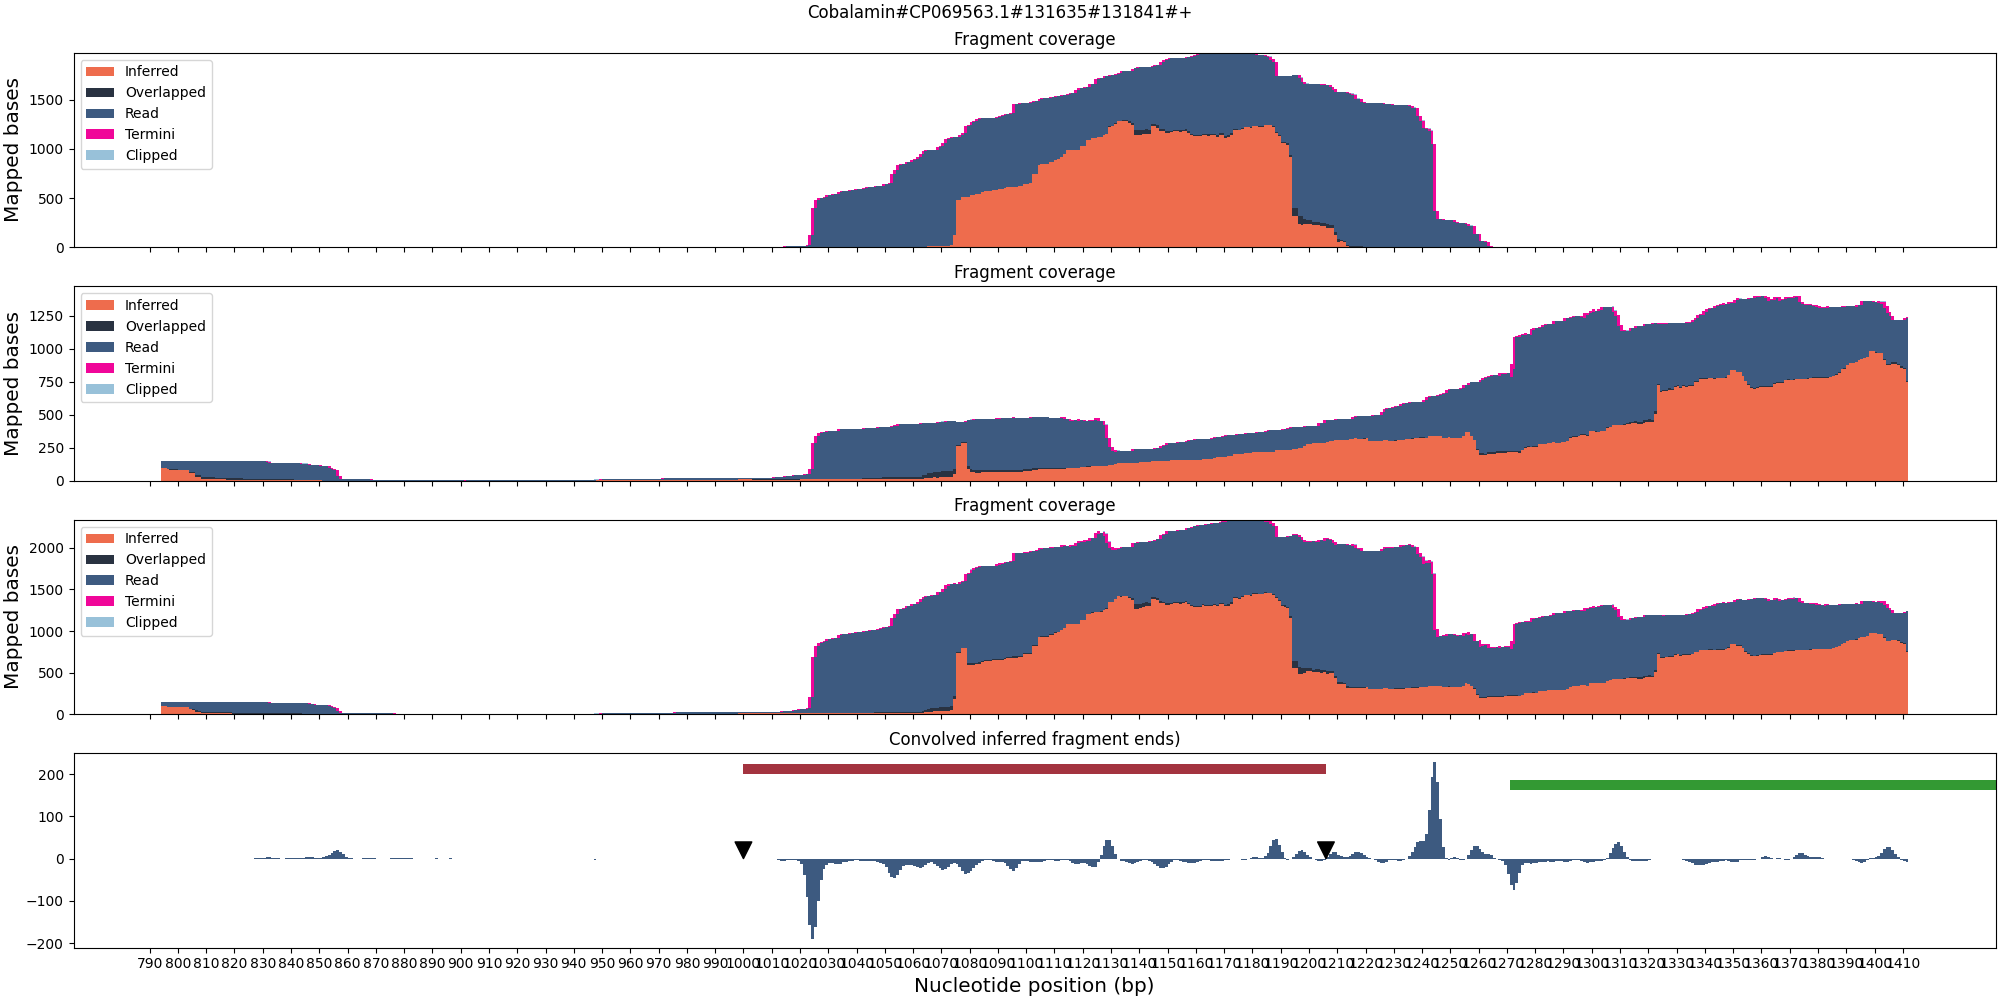 Cobalamin#CP069563.1#131635#131841#+
Fragment coverage
Mapped bases
1500
1000
500
0
Inferred
Overlapped
Read
Termini
Clipped
Fragment coverage
Mapped bases
1250
1000
750
500
250
0
Inferred
Overlapped
Read
Termini
Clipped
Fragment coverage
Mapped bases
2000
1500
1000
500
0
Inferred
Overlapped
Read
Termini
Clipped
Convolved inferred fragment ends)
200
100
0
−100
−200
790 800 810 820 830 840 850 860 870 880 890 900 910 920 930 940 950 960 970 980 990 1000 1010 1020 1030 1040 1050 1060 1070 1080 1090 1100 1110 1120 1130 1140 1150 1160 1170 1180 1190 1200 1210 1220 1230 1240 1250 1260 1270 1280 1290 1300 1310 1320 1330 1340 1350 1360 1370 1380 1390 1400 1410
Nucleotide position (bp)